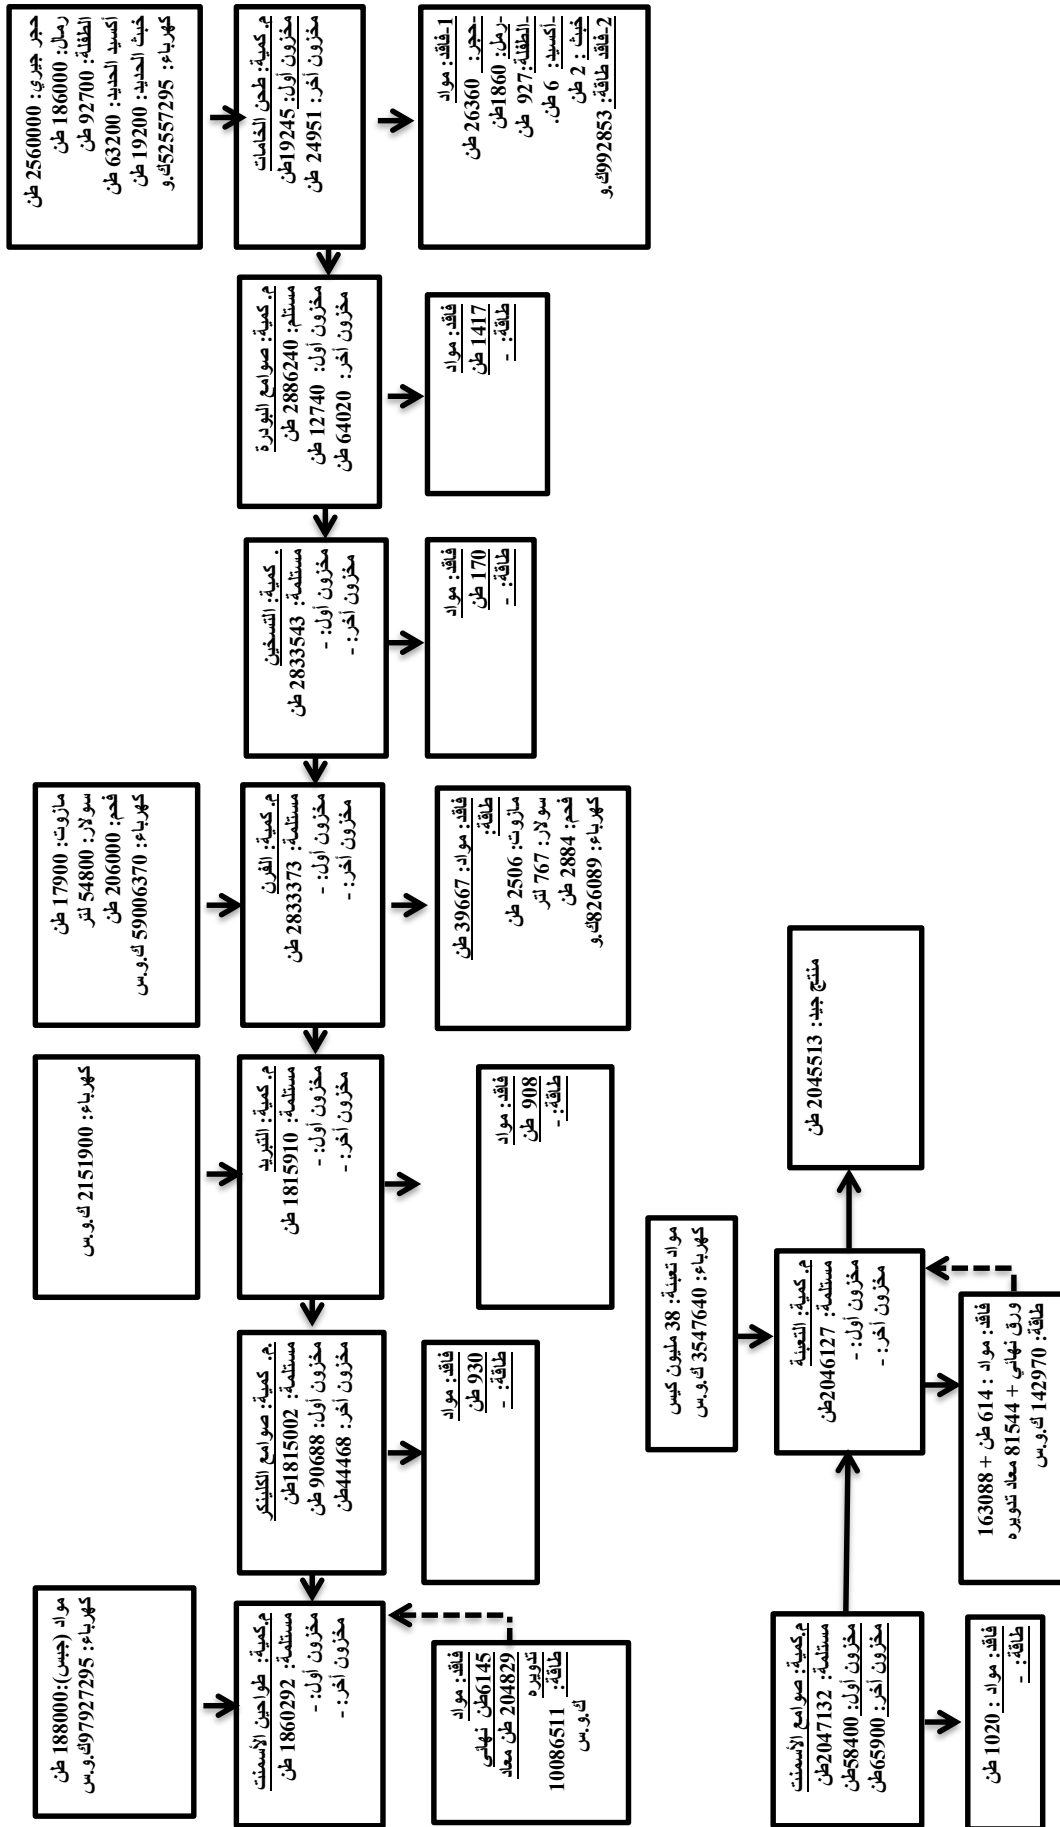 حجر جيري: 2560000 طن
رمال: 186000 طن
الطفلة: 92700 طن
أكسيد الحديد: 63200 طن
خبث الحديد: 19200 طن
كهرباء: 52557295ك.و
م. كمية: طحن الخامات
مخزون أول: 19245طن
مخزون أخر: 24951 طن
1-فاقد: مواد
-حجر: 26360 طن
-رمل: 1860طن
-الطفلة: 927 طن
-أكسيد: 6 طن.
خبث : 2 طن
2-فاقد طاقة: 992853ك.و
م. كمية: صوامع البودرة
مستلم: 2886240 طن
مخزون أول: 12740 طن
مخزون أخر: 64020 طن
فاقد: مواد
1417 طن
طاقة: -
. كمية: التسخين
مستلمة: 2833543 طن
مخزون أول: -
مخزون أخر: -
فاقد: مواد
170 طن
طاقة: -
مازوت: 17900 طن
سولار: 54800 لتر
فحم: 206000 طن
كهرباء: 59006370 ك.و.س
م. كمية: الفرن
مستلمة: 2833373 طن
مخزون أول: -
مخزون أخر: -
فاقد: مواد: 39667 طن
طاقة:
مازوت: 2506 طن
سولار: 767 لتر
فحم: 2884 طن
كهرباء: 826089ك.و
كهرباء: 2151900 ك.و.س
م. كمية: التبريد
مستلمة: 1815910 طن
مخزون أول: -
مخزون أخر: -
فاقد: مواد
908 طن
طاقة: -
م. كمية: صوامع الكلينكر
مستلمة: 1815002طن
مخزون أول: 90688 طن
مخزون أخر: 44468طن
فاقد: مواد
930 طن
طاقة: -
مواد (جبس):188000 طن
كهرباء: 97927295ك.و.س
م.كمية: طواحين الأسمنت
مستلمة: 1860292 طن
مخزون أول: -
مخزون أخر: -
فاقد: مواد
6145طن نهائي
204829 طن معاد
تدويره
طاقة: 10086511
ك.و.س
م.كمية: صوامع الأسمنت
مستلمة: 2047132طن
مخزون أول: 58400طن
مخزون أخر: 65900طن
فاقد: مواد : 1020 طن
طاقة: -
مواد تعبئة: 38 مليون كيس
كهرباء: 3547640 ك.و.س
م. كمية: التعبئة
مستلمة: 2046127طن
مخزون أول: -
مخزون أخر: -
فاقد: مواد : 614 طن + 163088
ورق نهائي + 81544 معاد تدويره
طاقة: 142970 ك.و.س
منتج جيد: 2045513 طن